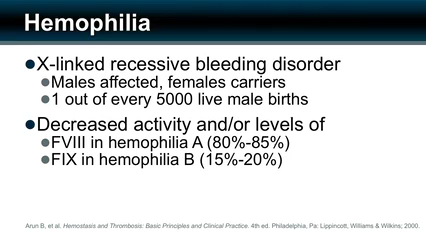 Hemophilia
●X-linked recessive bleeding disorder
●Males affected, females carriers
●1 out of every 5000 live male births
●Decreased activity and/or levels of
●FVIII in hemophilia A (80%-85%)
●FIX in hemophilia B (15%-20%)
Arun B, et al. Hemostasis and Thrombosis: Basic Principles and Clinical Practice. 4th ed. Philadelphia, Pa: Lippincott, Williams & Wilkins; 2000.